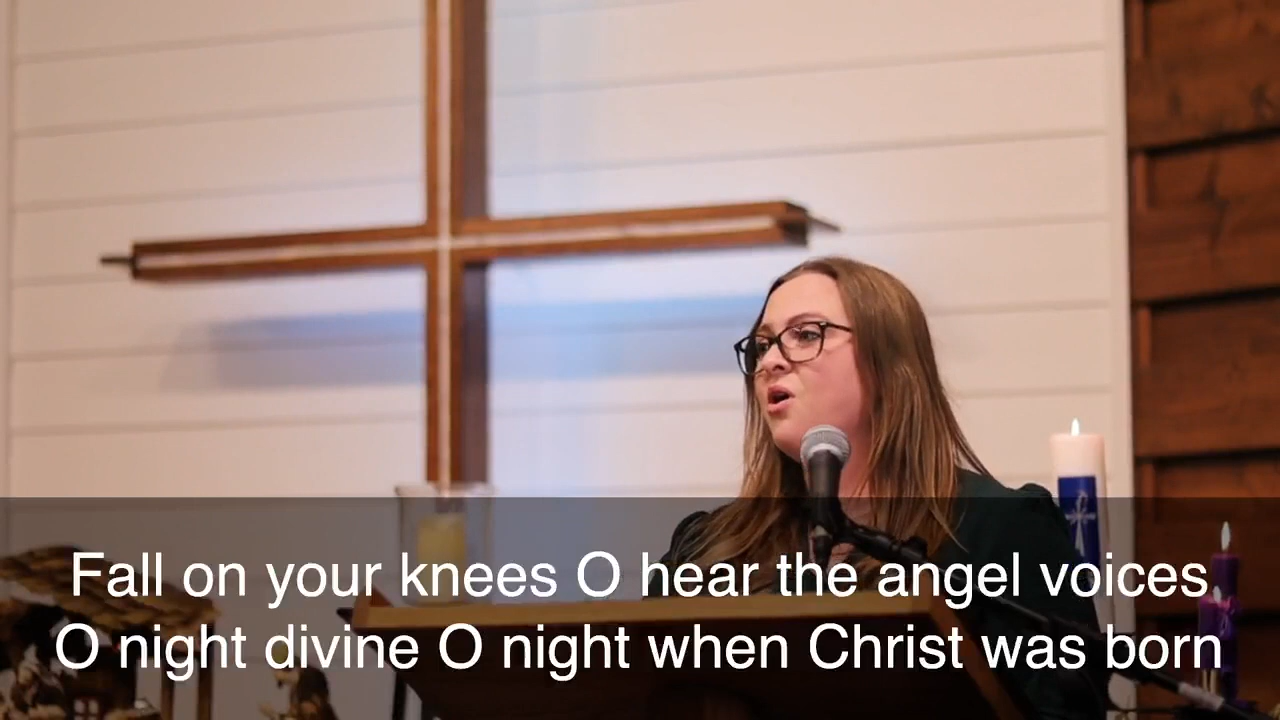 Fall on your knees O hear the angel voices
O night divine O night when Christ was born